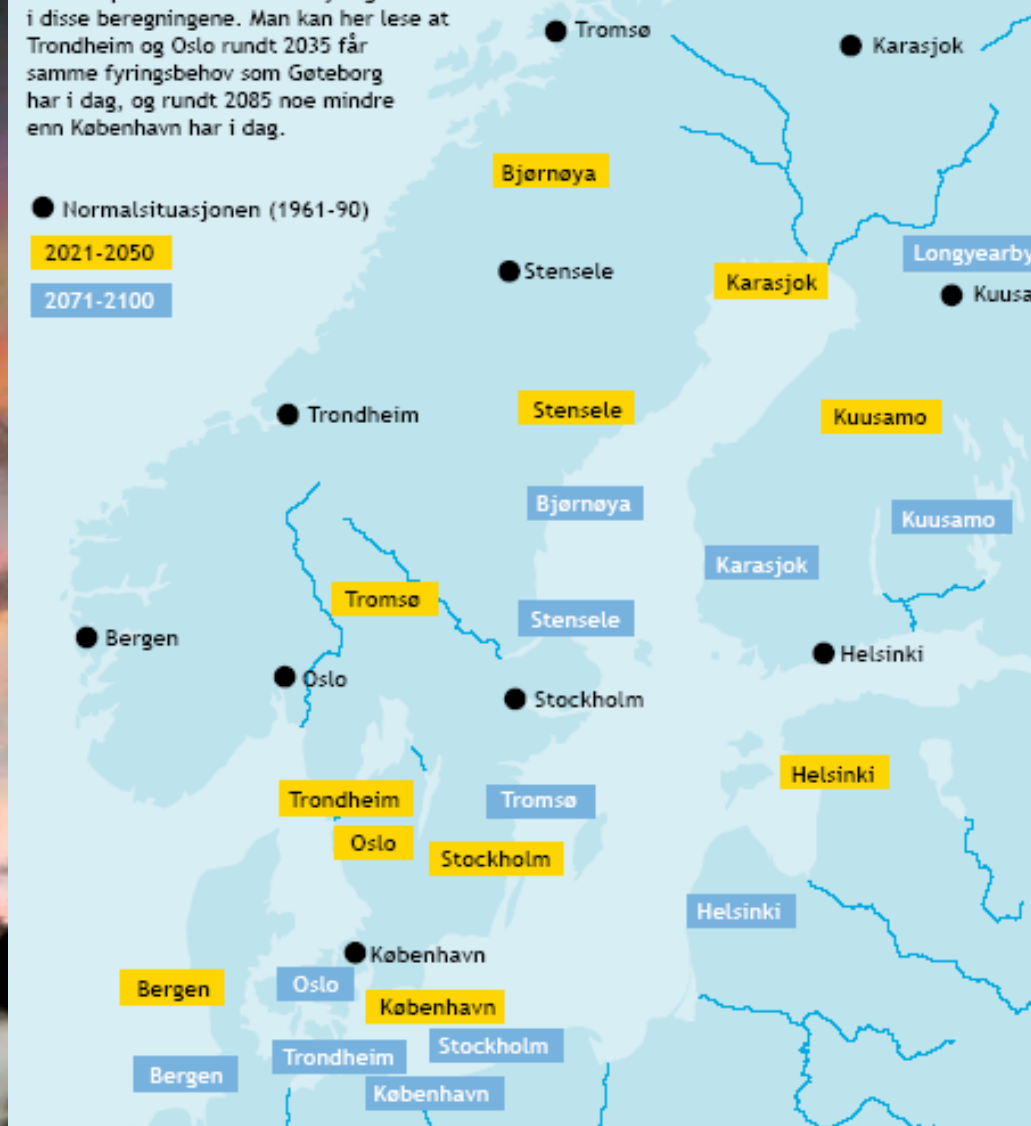 i disse beregningene. Man kan her lese at
Trondheim og Oslo rundt 2035 får
samme fyringsbehov som Gøteborg
har i dag, og rundt 2085 noe mindre
enn København har i dag.
Normalsituasjonen (1961-90)
2021-2050
2071-2100
Tromsø
Karasjok
Bjørnøya
Longyearby
Stensele
Karasjok
Kuusa
Trondheim
Stensele
Kuusamo
Bjørnøya
Kuusamo
Karasjok
Tromsø
Stensele
Bergen
Helsinki
Oslo
Stockholm
Helsinki
Trondheim
Tromsø
Oslo
Stockholm
Helsinki
København
Oslo
Bergen
København
Stockholm
Trondheim
Bergen
København